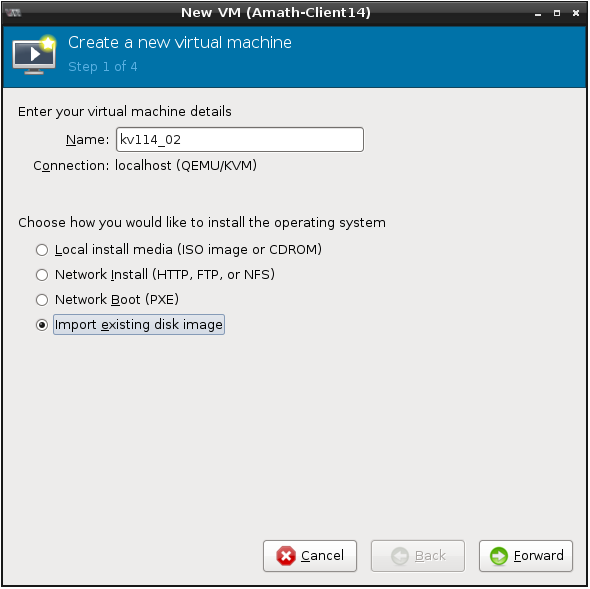 New VM (Amath-Client14)
Create a new virtual machine
Step 1 of 4
Enter your virtual machine details
Name: kv114_02
Connection: localhost (QEMU/KVM)
Choose how you would like to install the operating system
Local install media (ISO image or CDROM)
Network Install (HTTP, FTP, or NFS)
Network Boot (PXE)
Import existing disk image
Cancel Back Forward